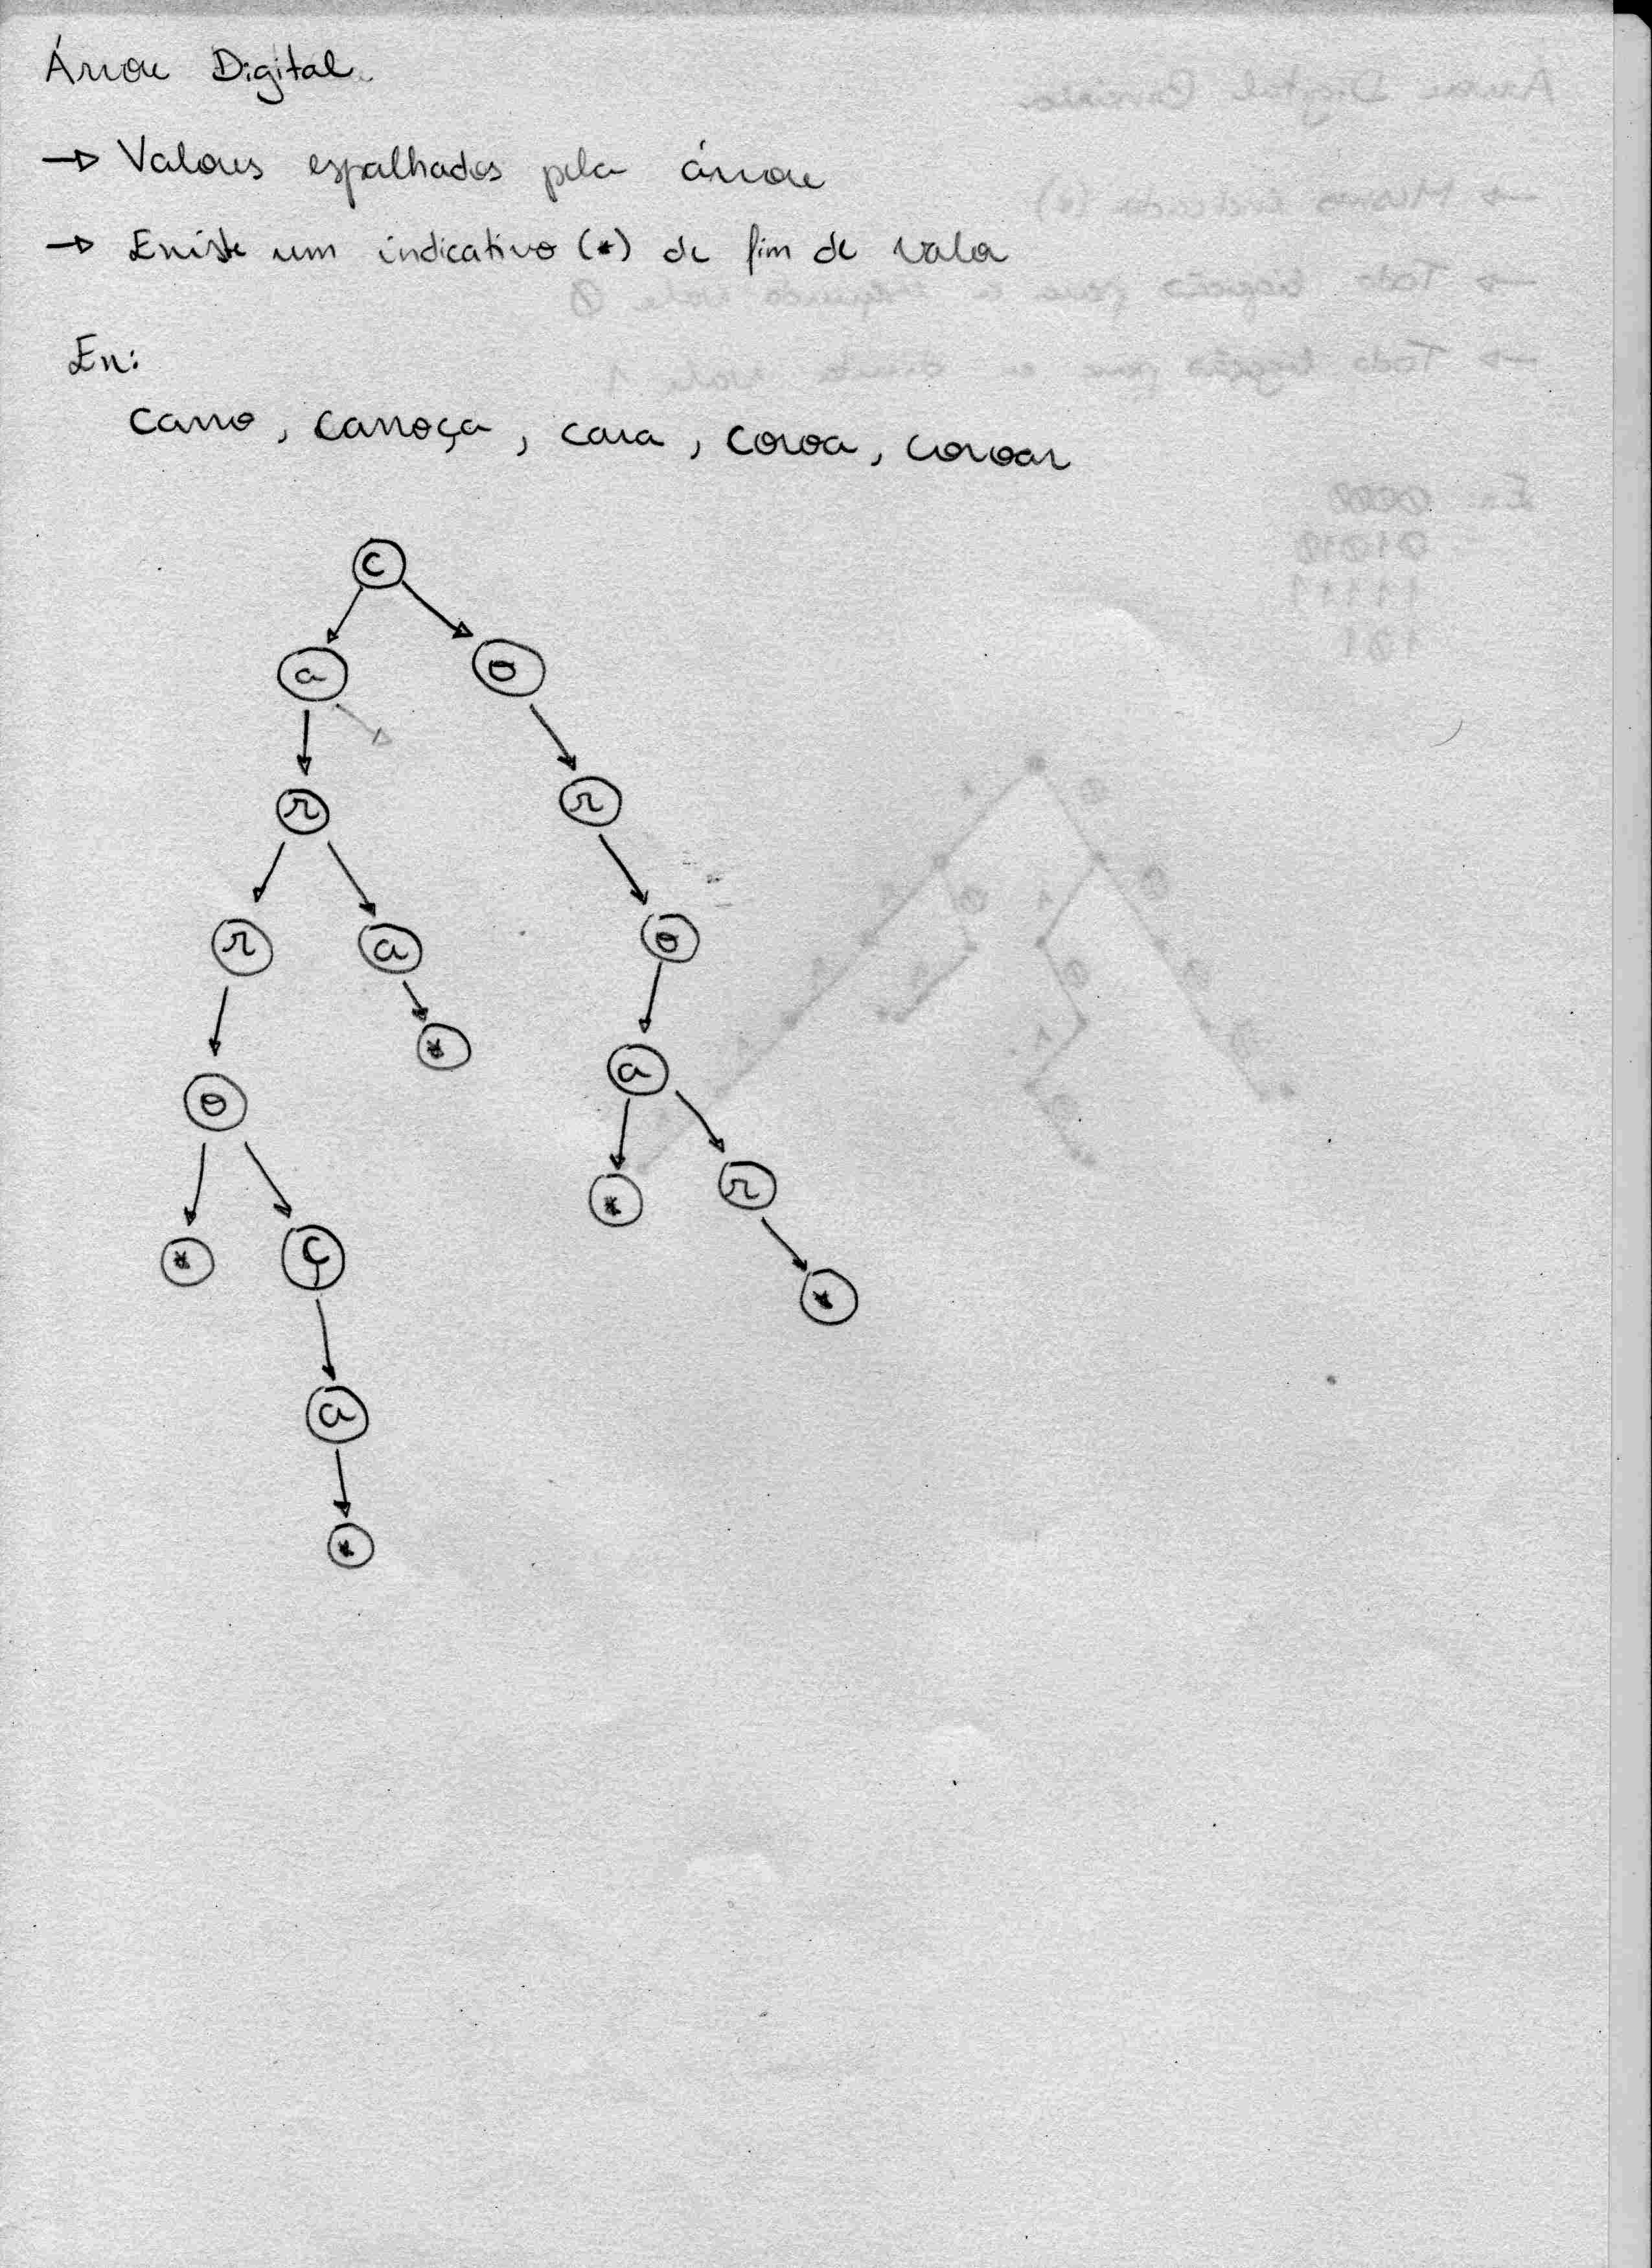 Árvore Digital.
→ Valores espalhados pela árvore
→ Existe um indicativo (*) de fim de valor
Ex:
carro, carroça, cara, coroa, coroar
c
a o
r r
r a o
o * a
* ç * r
a *
*